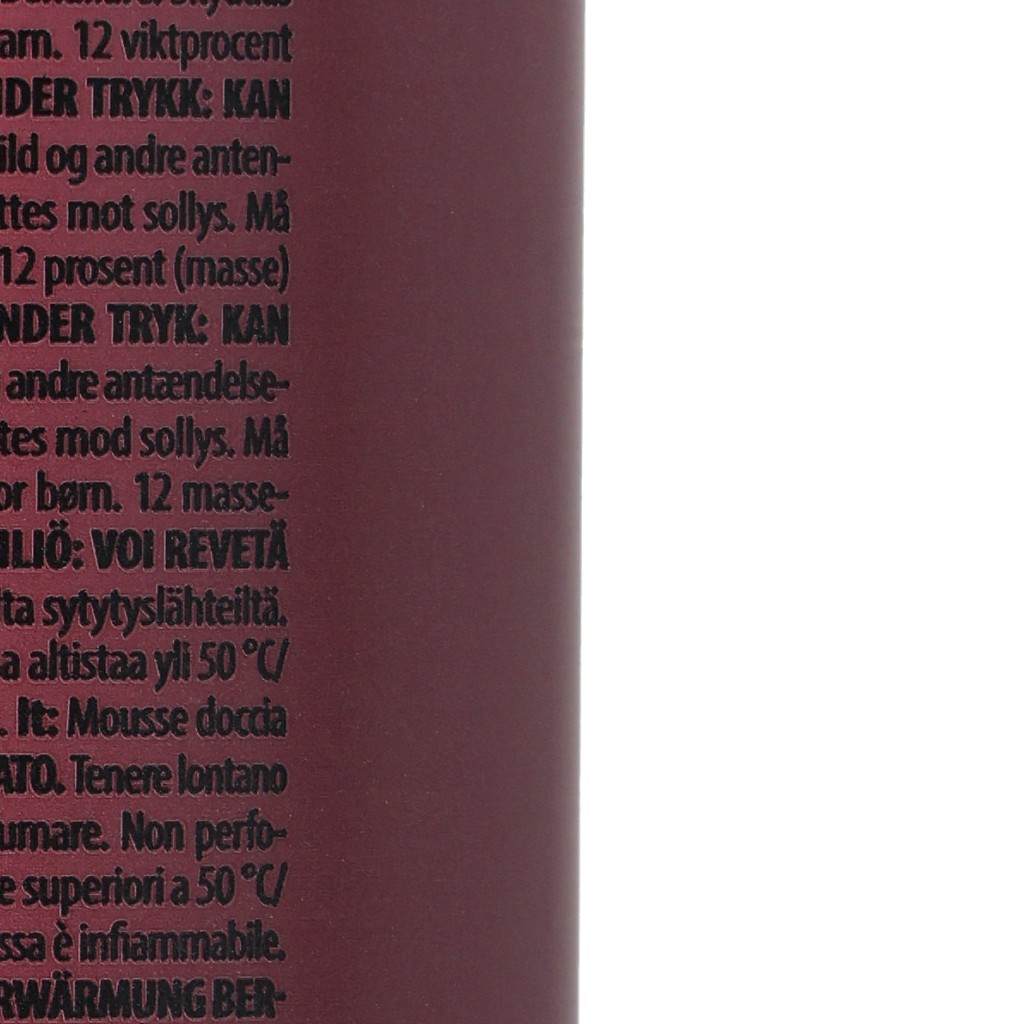 arn. 12 viktprocent
NDER TRYKK: KAN
ild og andre anten-
ttes mot sollys. Må
12 prosent (masse)
NDER TRYK: KAN
andre antændelse-
tes mod sollys. Må
or børn. 12 masse-
ILIÖ: VOI REVETÄ
ta sytytyslähteiltä.
a altistaa yli 50 °C/
. It: Mousse doccia
ATO. Tenere lontano
umare. Non perfo-
e superiori a 50 °C/
ssa è infiammabile.
RWÄRMUNG BER-